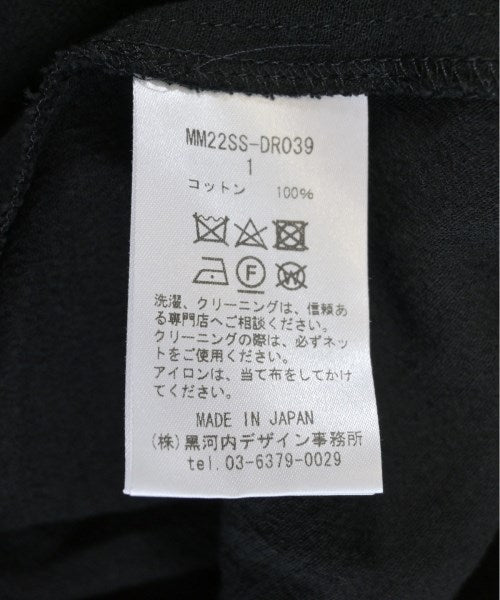 MM22SS-DR039
1
コットン 100%
F W
洗濯、クリーニングは、信頼あ
る専門店へご相談ください。
クリーニングの際は、必ずネッ
トをご使用ください。
アイロンは、当て布をしてかけ
てください。
MADE IN JAPAN
(株)黒河内デザイン事務所
tel. 03-6379-0029